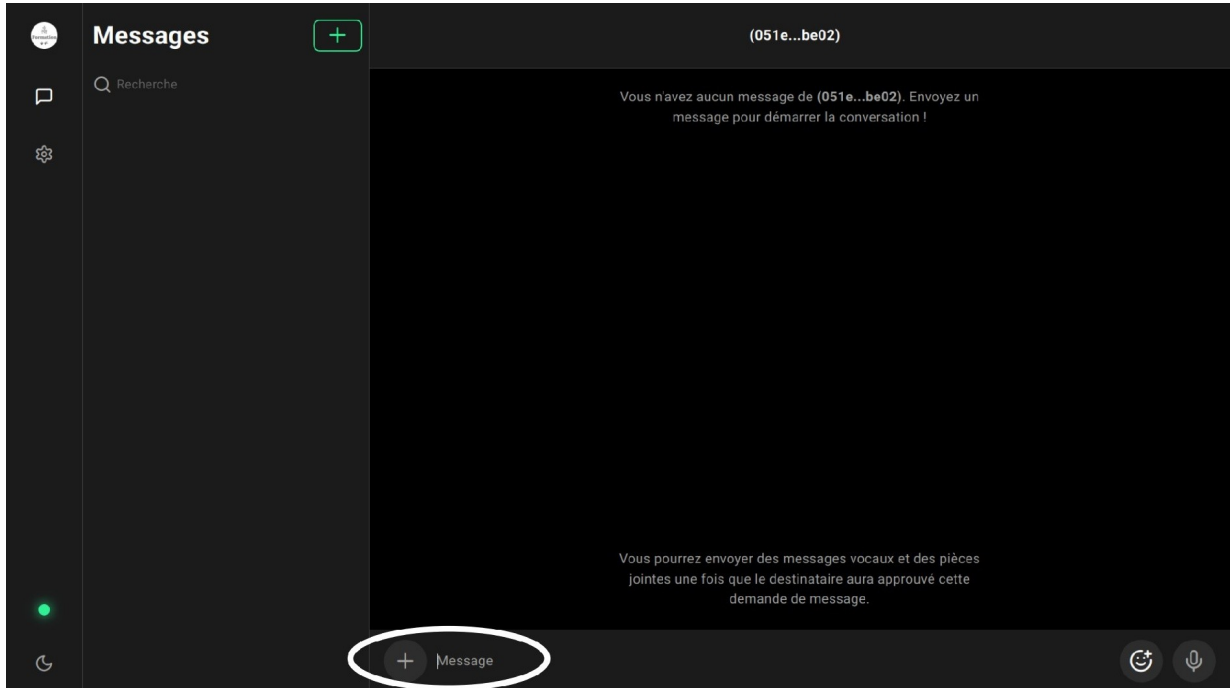 Formation
Messages
(051e...be02)
Recherche
Vous n'avez aucun message de (051e...be02). Envoyez un
message pour démarrer la conversation !
Vous pourrez envoyer des messages vocaux et des pièces
jointes une fois que le destinataire aura approuvé cette
demande de message.
Message